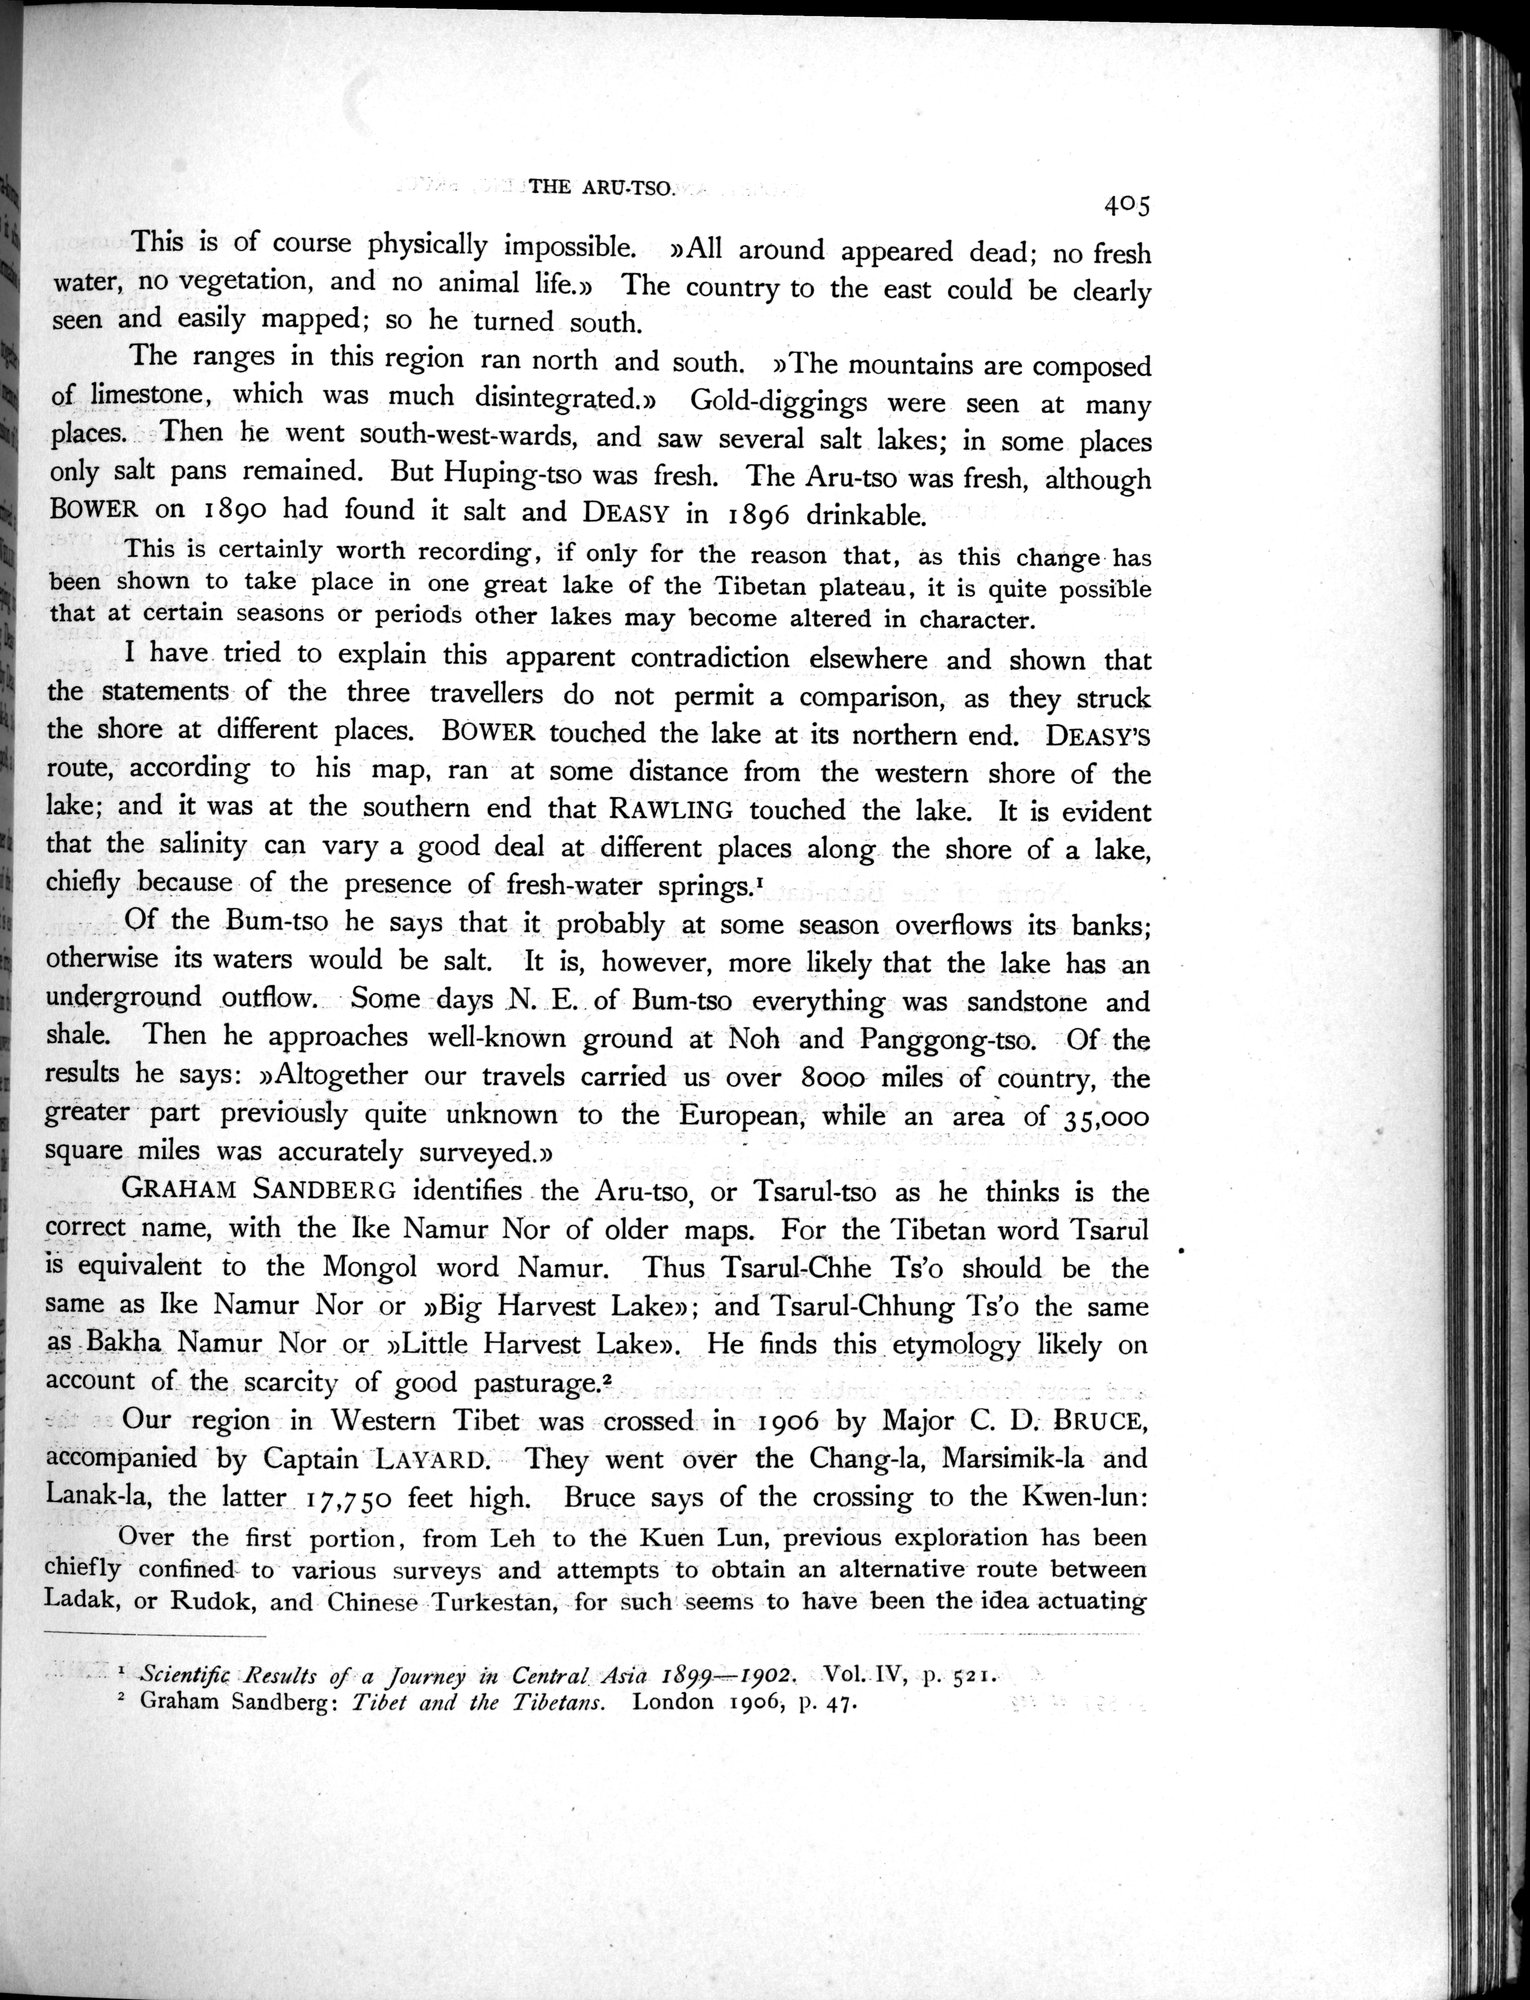 THE ARU-TSO.
405
This is of course physically impossible. »All around appeared dead; no fresh
water, no vegetation, and no animal life.» The country to the east could be clearly
seen and easily mapped; so he turned south.
The ranges in this region ran north and south. »The mountains are composed
of limestone, which was much disintegrated.» Gold-diggings were seen at many
places. Then he went south-west-wards, and saw several salt lakes; in some places
only salt pans remained. But Huping-tso was fresh. The Aru-tso was fresh, although
BOWER on 1890 had found it salt and DEASY in 1896 drinkable.
This is certainly worth recording, if only for the reason that, as this change has
been shown to take place in one great lake of the Tibetan plateau, it is quite possible
that at certain seasons or periods other lakes may become altered in character.
I have tried to explain this apparent contradiction elsewhere and shown that
the statements of the three travellers do not permit a comparison, as they struck
the shore at different places. BOWER touched the lake at its northern end. DEASY'S
route, according to his map, ran at some distance from the western shore of the
lake; and it was at the southern end that RAWLING touched the lake. It is evident
that the salinity can vary a good deal at different places along the shore of a lake,
chiefly because of the presence of fresh-water springs.¹
Of the Bum-tso he says that it probably at some season overflows its banks;
otherwise its waters would be salt. It is, however, more likely that the lake has an
underground outflow. Some days N. E. of Bum-tso everything was sandstone and
shale. Then he approaches well-known ground at Noh and Panggong-tso. Of the
results he says: »Altogether our travels carried us over 8000 miles of country, the
greater part previously quite unknown to the European, while an area of 35,000
square miles was accurately surveyed.»
GRAHAM SANDBERG identifies the Aru-tso, or Tsarul-tso as he thinks is the
correct name, with the Ike Namur Nor of older maps. For the Tibetan word Tsarul
is equivalent to the Mongol word Namur. Thus Tsarul-Chhe Ts'o should be the
same as Ike Namur Nor or »Big Harvest Lake»; and Tsarul-Chhung Ts'o the same
as Bakha Namur Nor or »Little Harvest Lake». He finds this etymology likely on
account of the scarcity of good pasturage.²
Our region in Western Tibet was crossed in 1906 by Major C. D. BRUCE,
accompanied by Captain LAYARD. They went over the Chang-la, Marsimik-la and
Lanak-la, the latter 17,750 feet high. Bruce says of the crossing to the Kwen-lun:
Over the first portion, from Leh to the Kuen Lun, previous exploration has been
chiefly confined to various surveys and attempts to obtain an alternative route between
Ladak, or Rudok, and Chinese Turkestan, for such seems to have been the idea actuating
¹ Scientific Results of a Journey in Central Asia 1899—1902. Vol. IV, p. 521.
² Graham Sandberg: Tibet and the Tibetans. London 1906, p. 47.